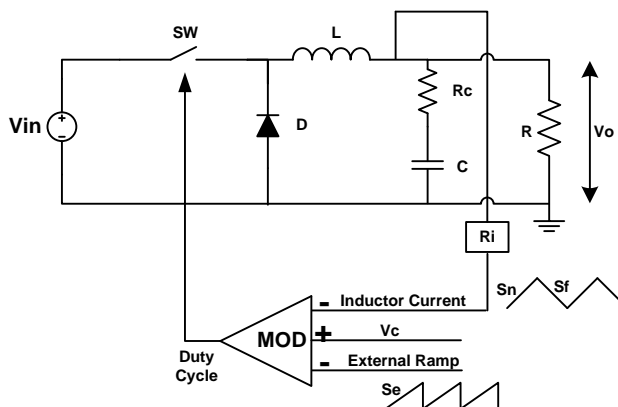 SW
L
Rc
Vin
+
-
D
R
Vo
C
Ri
Sn
Sf
-
Inductor Current
MOD
+
Vc
-
External Ramp
Duty
Cycle
Se